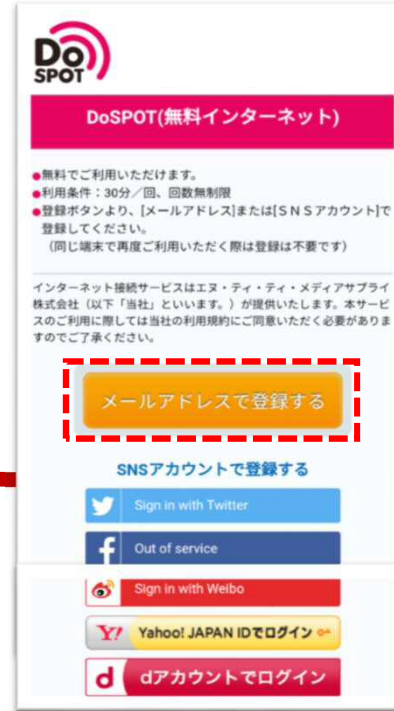 Do
SPOT
DoSPOT(無料インターネット)
●無料でご利用いただけます。
●利用条件：30分／回、回数無制限
●登録ボタンより、[メールアドレス]または[ＳＮＳアカウント]で
登録してください。
（同じ端末で再度ご利用いただく際は登録は不要です）
インターネット接続サービスはエヌ・ティ・ティ・メディアサプライ
株式会社（以下「当社」といいます。）が提供いたします。本サービ
スのご利用に際しては当社の利用規約にご同意いただく必要がありま
すのでご了承ください。
メールアドレスで登録する
SNSアカウントで登録する
Sign in with Twitter
f Out of service
Sign in with Weibo
Y! Yahoo! JAPAN IDでログイン
d dアカウントでログイン